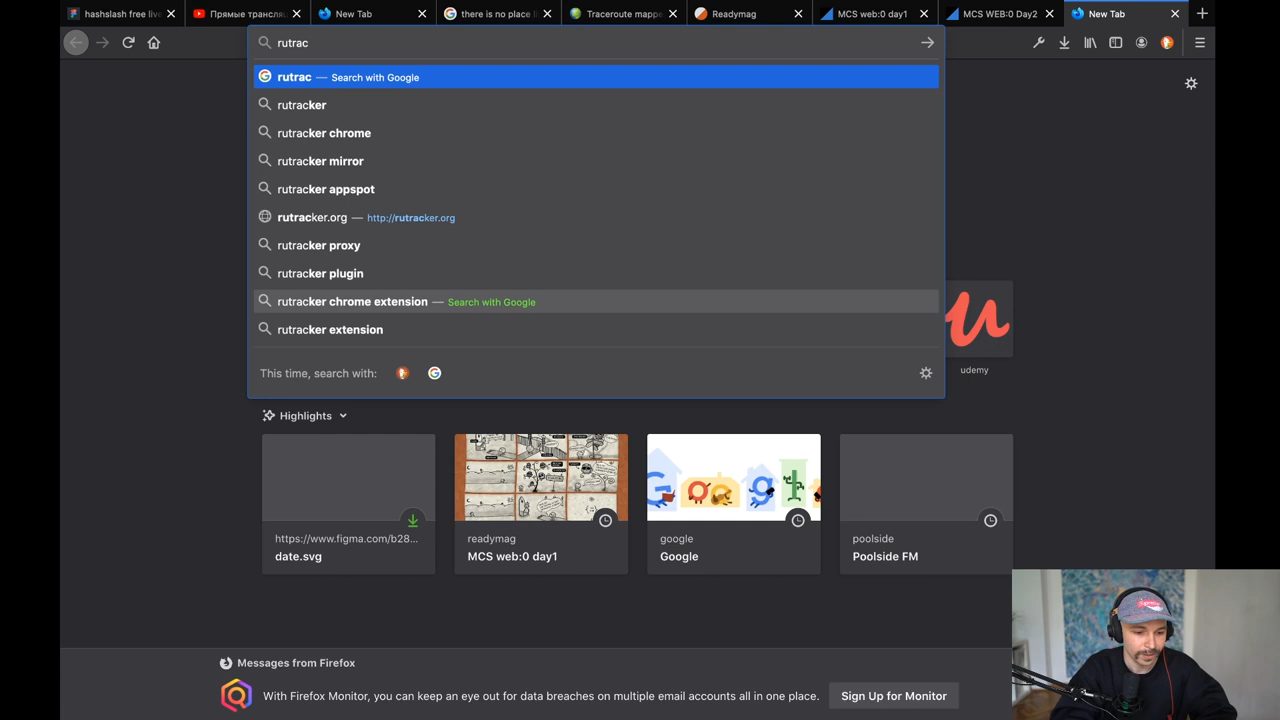 hashslash free live
Прямые трансляц
New Tab
there is no place li
Traceroute mappe
Readymag
MCS web:0 day1
MCS WEB:0 Day2
New Tab
rutrac
rutrac — Search with Google
rutracker
rutracker chrome
rutracker mirror
rutracker appspot
rutracker.org — http://rutracker.org
rutracker proxy
rutracker plugin
rutracker chrome extension — Search with Google
rutracker extension
This time, search with:
udemy
Highlights
https://www.figma.com/b28...
date.svg
readymag
MCS web:0 day1
google
Google
poolside
Poolside FM
Messages from Firefox
With Firefox Monitor, you can keep an eye out for data breaches on multiple email accounts all in one place.
Sign Up for Monitor